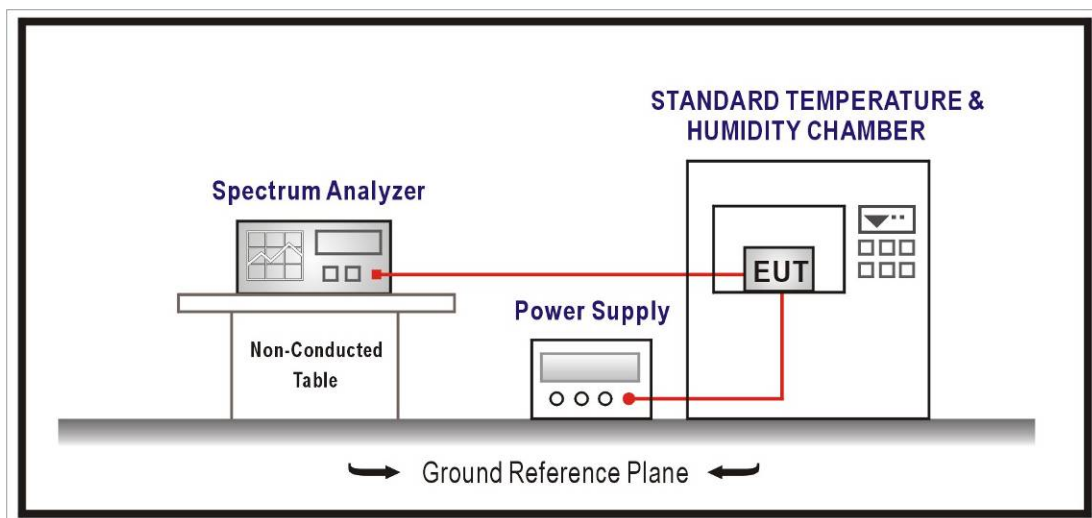 STANDARD TEMPERATURE &
HUMIDITY CHAMBER
Spectrum Analyzer
EUT
Power Supply
Non-Conducted
Table
Ground Reference Plane